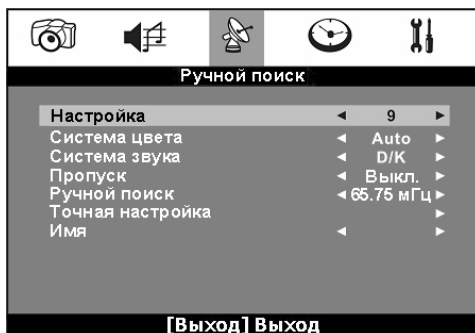 Ручной поиск
Настройка 9
Система цвета Auto
Система звука D/K
Пропуск Выкл.
Ручной поиск 65.75 мГц
Точная настройка
Имя
[Выход] Выход